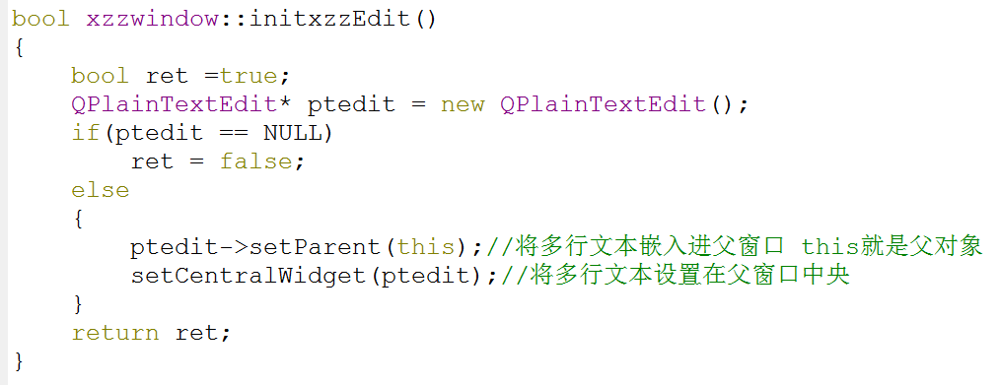 bool xzzwindow::initxzzEdit()
{
    bool ret =true;
    QPlainTextEdit* ptedit = new QPlainTextEdit();
    if(ptedit == NULL)
        ret = false;
    else
    {
        ptedit->setParent(this);//将多行文本嵌入进父窗口 this就是父对象
        setCentralWidget(ptedit);//将多行文本设置在父窗口中央
    }
    return ret;
}